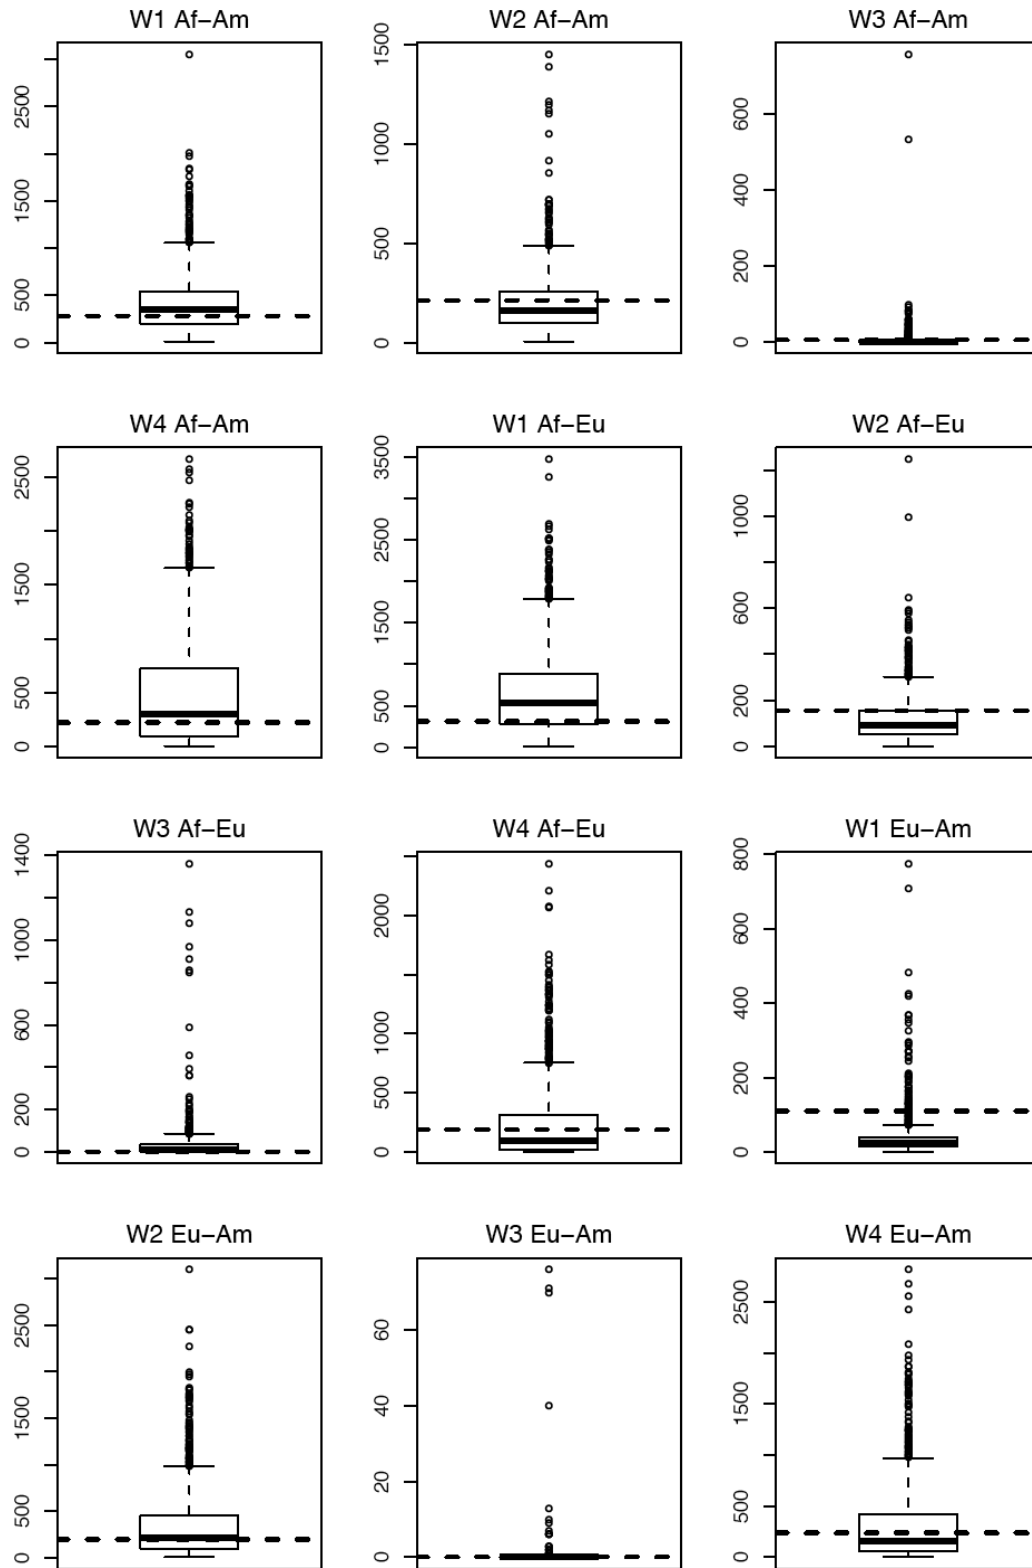 W1 Af–Am
W2 Af–Am
W3 Af–Am
0 500 1500 2500
0 500 1000 1500
0 200 400 600
W4 Af–Am
W1 Af–Eu
W2 Af–Eu
0 500 1500 2500
0 500 1500 2500 3500
0 200 600 1000
W3 Af–Eu
W4 Af–Eu
W1 Eu–Am
0 200 600 1000 1400
0 500 1000 2000
0 200 400 600 800
W2 Eu–Am
W3 Eu–Am
W4 Eu–Am
0 500 1500 2500
0 20 40 60
0 500 1500 2500